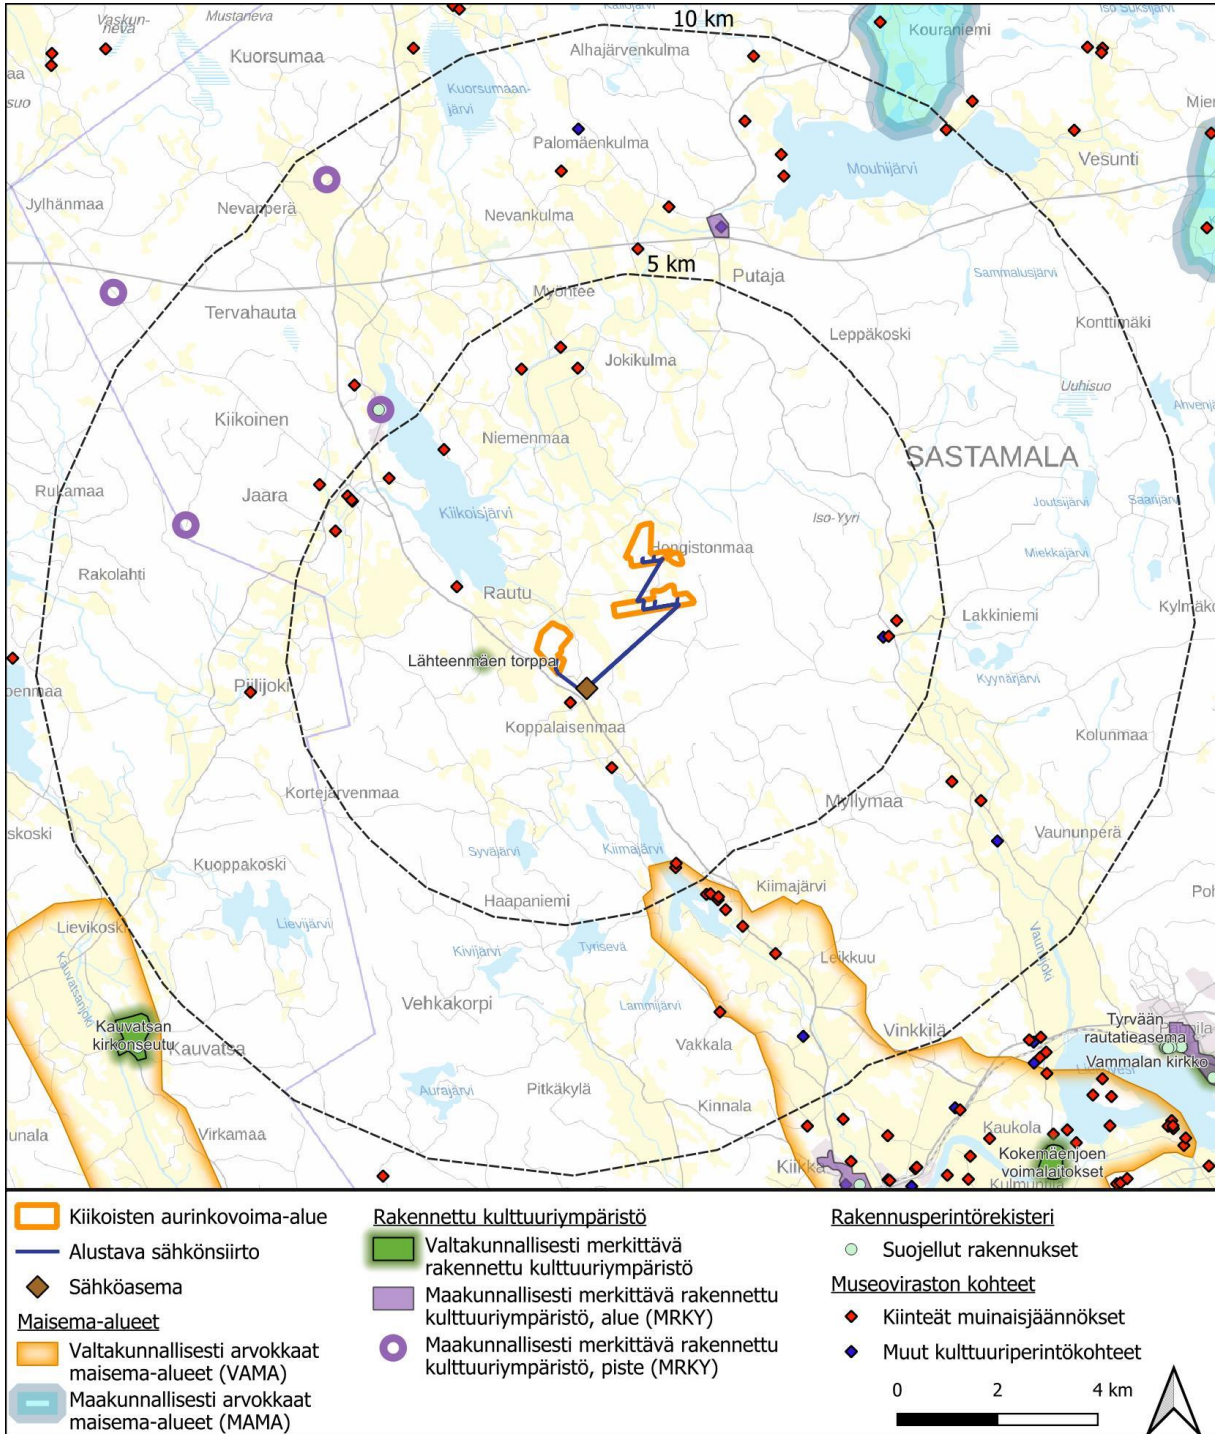 10 km
Vaskun-
neva
Mustaneva
Kuorsumaa
Alhajärvenkulma
Kouraniemi
Kuorsumaan-
järvi
Palomäenkulma
Mouhijärvi
Vesunti
Jylhänmaa
Nevanperä
Nevankulma
5 km
Putaja
Sammalusjärvi
Myöntee
Tervahauta
Konttimäki
Leppäkoski
Jokikulma
Uuhisuo
Kiikoinen
Niemenmaa
SASTAMALA
Rukamaa
Jaara
Kiikoisjärvi
Iso-Yyri
Joutsijärvi
Saarijärvi
Hongistonmaa
Miekkajärvi
Rakolahti
Rautu
Lakkiniemi
Lähteenmäen torppa
Kyynärjärvi
Piilijoki
Koppalaisenmaa
Kolunmaa
Kortejärvenmaa
Myllymaa
Vaununperä
Syväjärvi
Kiimajärvi
Kuoppakoski
Kiimajärvi
Haapaniemi
Lievikoski
Lievijärvi
Kivijärvi
Tyrisevä
Leikkuu
Kauvatsanjoki
Vehkakorpi
Lammijärvi
Kauvatsan
kirkonseutu
Kauvatsa
Vinkkilä
Tyrvään
rautatieasema
Vakkala
Vammalan kirkko
Aurajärvi
Pitkäkylä
Kinnala
Virkamaa
Kaukola
Kiikka
Kokemäenjoen
voimalaitokset
Kiikoisten aurinkovoima-alue
Alustava sähkönsiirto
Sähköasema
Maisema-alueet
Valtakunnallisesti arvokkaat
maisema-alueet (VAMA)
Maakunnallisesti arvokkaat
maisema-alueet (MAMA)
Rakennettu kulttuuriympäristö
Valtakunnallisesti merkittävä
rakennettu kulttuuriympäristö
Maakunnallisesti merkittävä rakennettu
kulttuuriympäristö, alue (MRKY)
Maakunnallisesti merkittävä rakennettu
kulttuuriympäristö, piste (MRKY)
Rakennusperintörekisteri
Suojellut rakennukset
Museoviraston kohteet
Kiinteät muinaisjäännökset
Muut kulttuuriperintökohteet
0 2 4 km